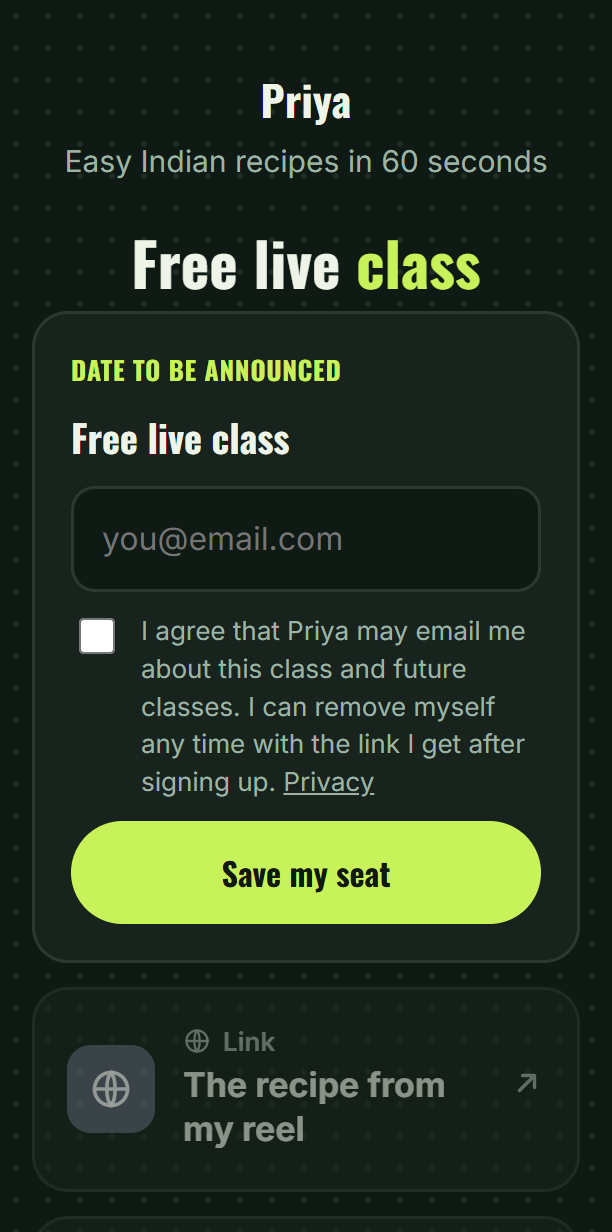 Priya
Easy Indian recipes in 60 seconds
Free live class
DATE TO BE ANNOUNCED
Free live class
you@email.com
I agree that Priya may email me
about this class and future
classes. I can remove myself
any time with the link I get after
signing up. Privacy
Save my seat
Link
The recipe from
my reel